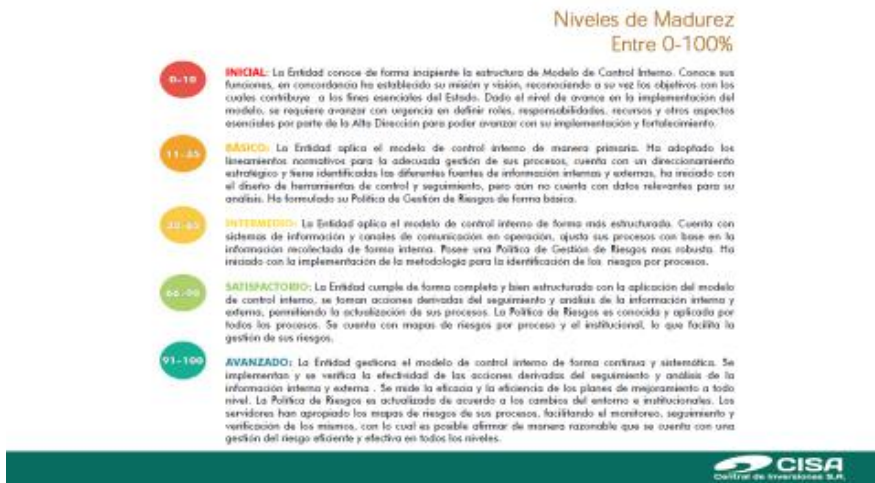 Niveles de Madurez
Entre 0-100%
0-10
INICIAL: La Entidad conoce de forma incipiente la estructura de Modelo de Control Interno. Conoce sus
funciones, en concordancia ha establecido su misión y visión, reconociendo a su vez los objetivos con los
cuales contribuye a los fines esenciales del Estado. Dado el nivel de avance en la implementación del
modelo, se requiere avanzar con urgencia en definir roles, responsabilidades, recursos y otros aspectos
esenciales por parte de la Alta Dirección para poder avanzar con su implementación y fortalecimiento.
11-35
BÁSICO: La Entidad aplica el modelo de control interno de manera primaria. Ha adoptado los
lineamientos normativos para la adecuada gestión de sus procesos, cuenta con un direccionamiento
estratégico y tiene identificadas las diferentes fuentes de información internas y externas, ha iniciado con
el diseño de herramientas de control y seguimiento, pero aún no cuenta con datos relevantes para su
análisis. Ha formulado su Política de Gestión de Riesgos de forma básica.
INTERMEDIO: La Entidad aplica el modelo de control interno de forma más estructurada. Cuenta con
sistemas de información y canales de comunicación en operación, ajusta sus procesos con base en la
información recolectada de forma interna. Posee una Política de Gestión de Riesgos mas robusta. Ha
iniciado con la implementación de la metodología para la identificación de los riesgos por procesos.
66-90
SATISFACTORIO: La Entidad cumple de forma completa y bien estructurada con la aplicación del modelo
de control interno, se toman acciones derivadas del seguimiento y análisis de la información interna y
externa, permitiendo la actualización de sus procesos. La Política de Riesgos es conocida y aplicada por
todos los procesos. Se cuenta con mapas de riesgos por proceso y el institucional, lo que facilita la
gestión de sus riesgos.
91-100
AVANZADO: La Entidad gestiona el modelo de control interno de forma continua y sistemática. Se
implementan y se verifica la efectividad de las acciones derivadas del seguimiento y análisis de la
información interna y externa . Se mide la eficacia y la eficiencia de los planes de mejoramiento a todo
nivel. La Política de Riesgos es actualizada de acuerdo a los cambios del entorno e institucionales. Los
servidores han apropiado los mapas de riesgos de sus procesos, facilitando el monitoreo, seguimiento y
verificación de los mismos, con lo cual es posible afirmar de manera razonable que se cuenta con una
gestión del riesgo eficiente y efectiva en todos los niveles.
CISA
Central de Inversiones S.A.